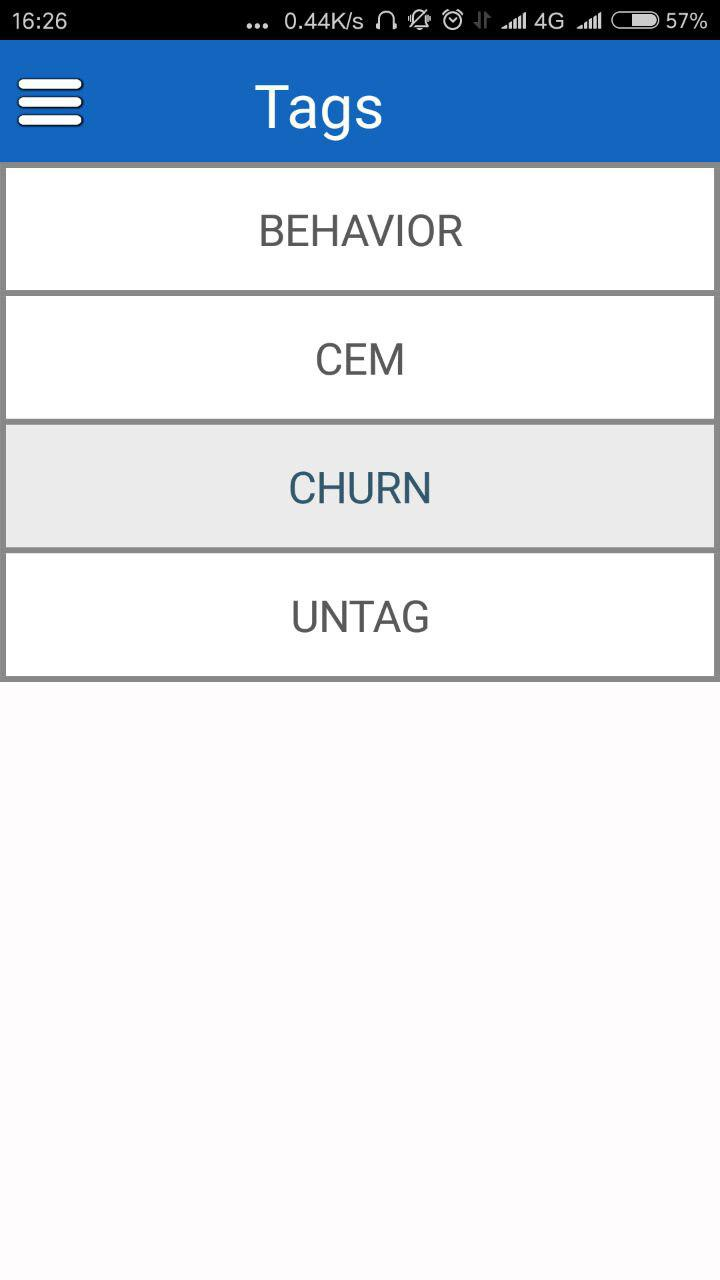 16:26 ... 0.44K/s 4G 57%
Tags
BEHAVIOR
CEM
CHURN
UNTAG